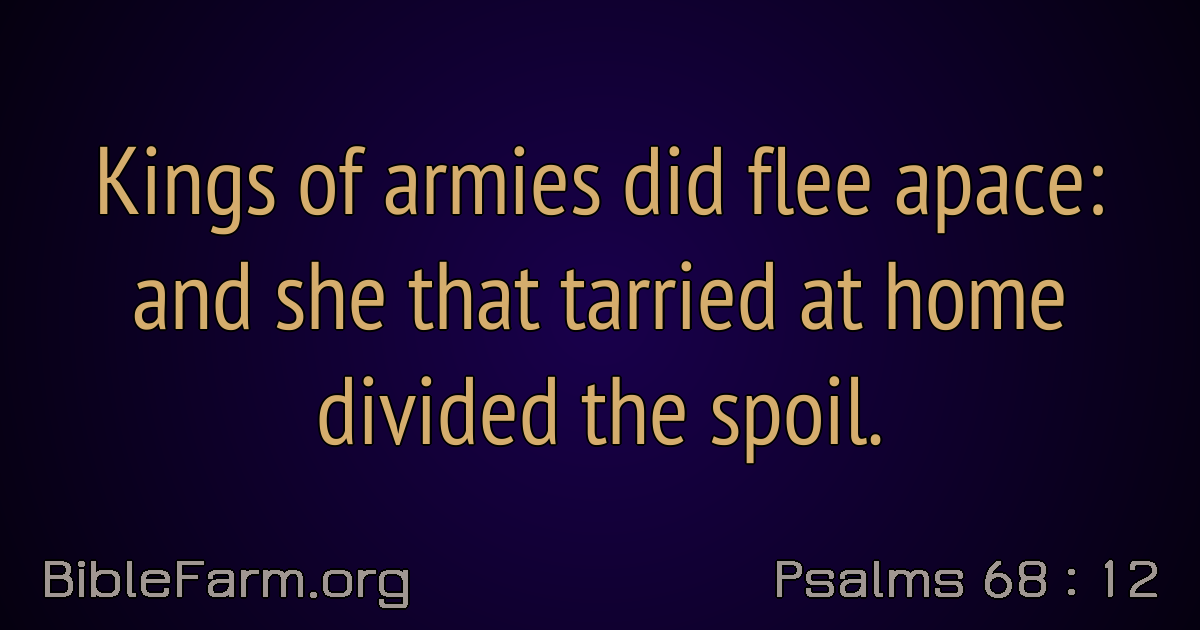 Kings of armies did flee apace:
and she that tarried at home
divided the spoil.
BibleFarm.org
Psalms 68 : 12